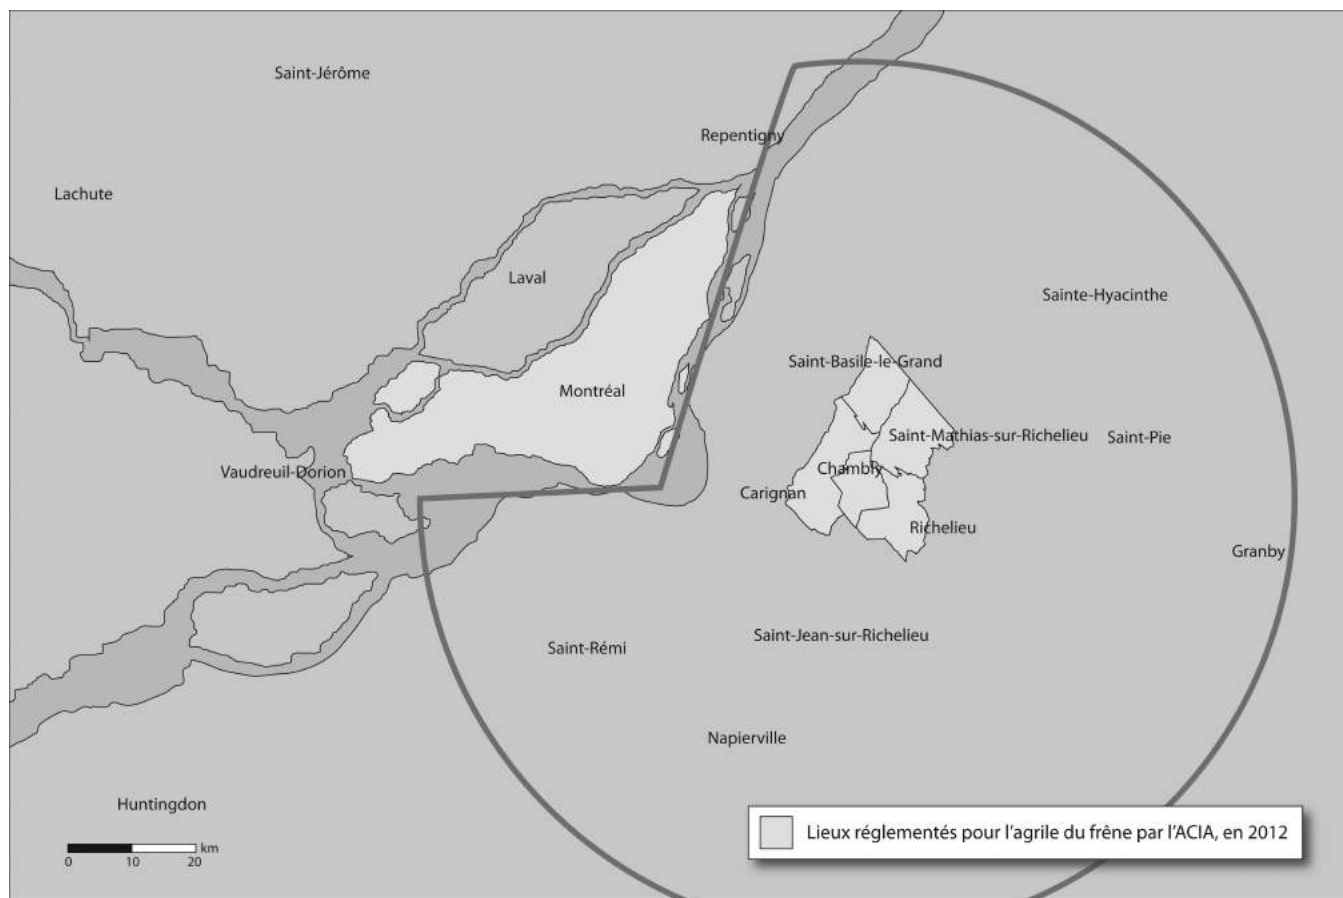 Saint-Jérôme
Repentigny
Lachute
Laval
Sainte-Hyacinthe
Saint-Basile-le-Grand
Montréal
Saint-Mathias-sur-Richelieu
Saint-Pie
Vaudreuil-Dorion
Chambly
Carignan
Richelieu
Granby
Saint-Rémi
Saint-Jean-sur-Richelieu
Napierville
Huntingdon
Lieux réglementés pour l'agrile du frêne par l'ACIA, en 2012
km
0 10 20